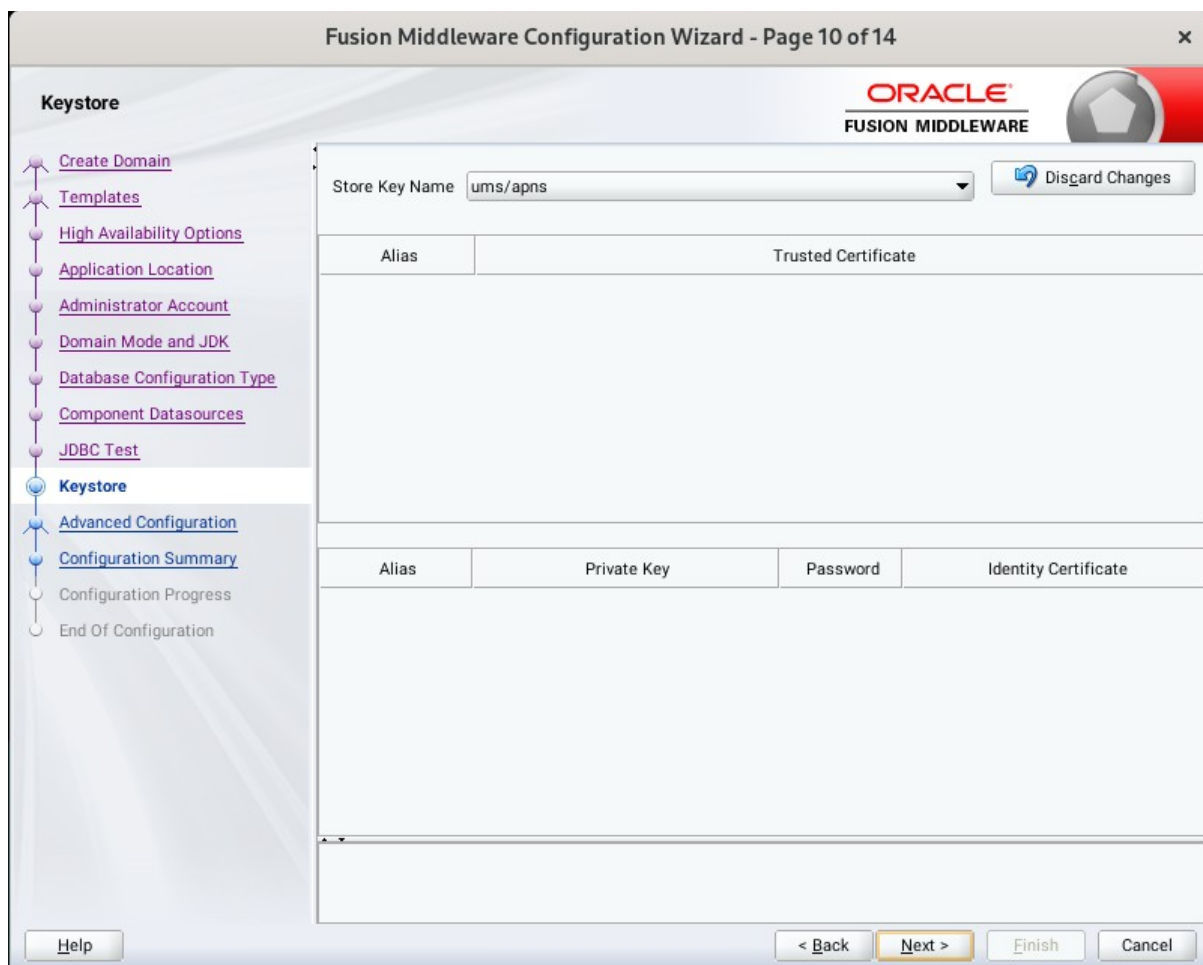 Fusion Middleware Configuration Wizard - Page 10 of 14
×
Keystore
ORACLE
FUSION MIDDLEWARE
Create Domain
Templates
High Availability Options
Application Location
Administrator Account
Domain Mode and JDK
Database Configuration Type
Component Datasources
JDBC Test
Keystore
Advanced Configuration
Configuration Summary
Configuration Progress
End Of Configuration
Store Key Name ums/apns Discard Changes
Alias Trusted Certificate
Alias Private Key Password Identity Certificate
Help < Back Next > Finish Cancel